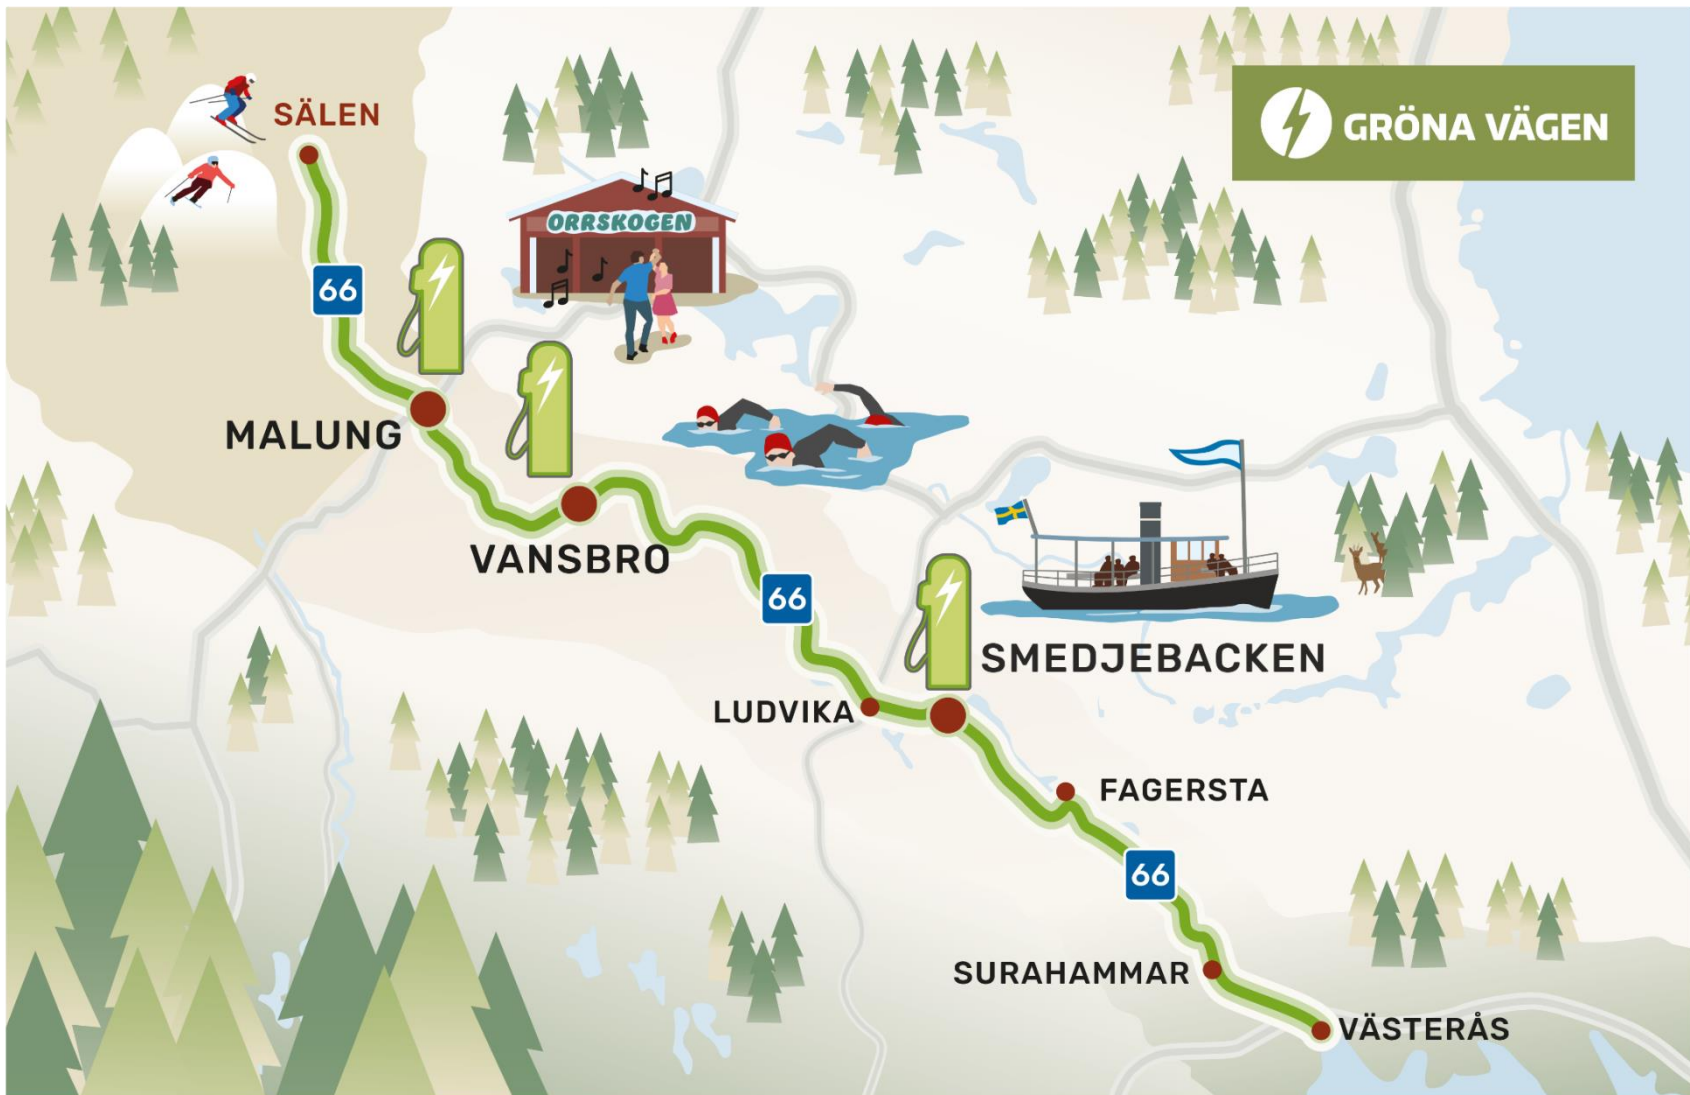 SÄLEN
GRÖNA VÄGEN
ORRSKOGEN
66
MALUNG
VANSBRO
66
SMEDJEBACKEN
LUDVIKA
FAGERSTA
66
SURAHAMMAR
VÄSTERÅS